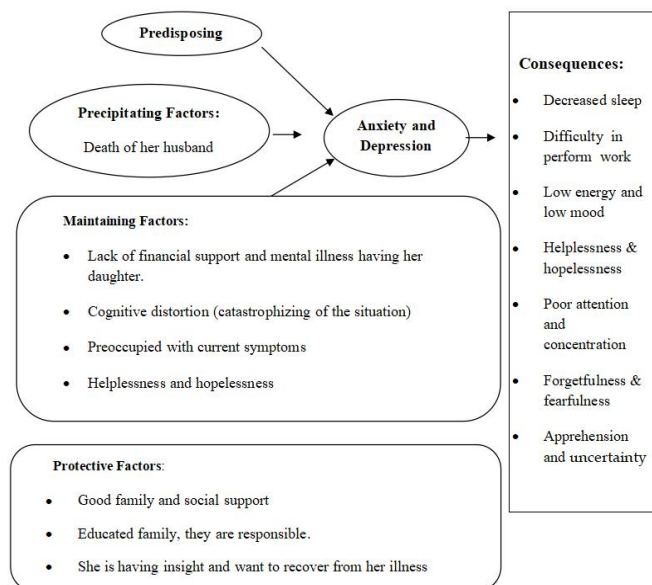 Predisposing
Precipitating Factors:
Death of her husband
Anxiety and
Depression
Maintaining Factors:
• Lack of financial support and mental illness having her
daughter.
• Cognitive distortion (catastrophizing of the situation)
• Preoccupied with current symptoms
• Helplessness and hopelessness
Protective Factors:
• Good family and social support
• Educated family, they are responsible.
• She is having insight and want to recover from her illness
Consequences:
• Decreased sleep
• Difficulty in
perform work
• Low energy and
low mood
• Helplessness &
hopelessness
• Poor attention
and
concentration
• Forgetfulness &
fearfulness
• Apprehension
and uncertainty